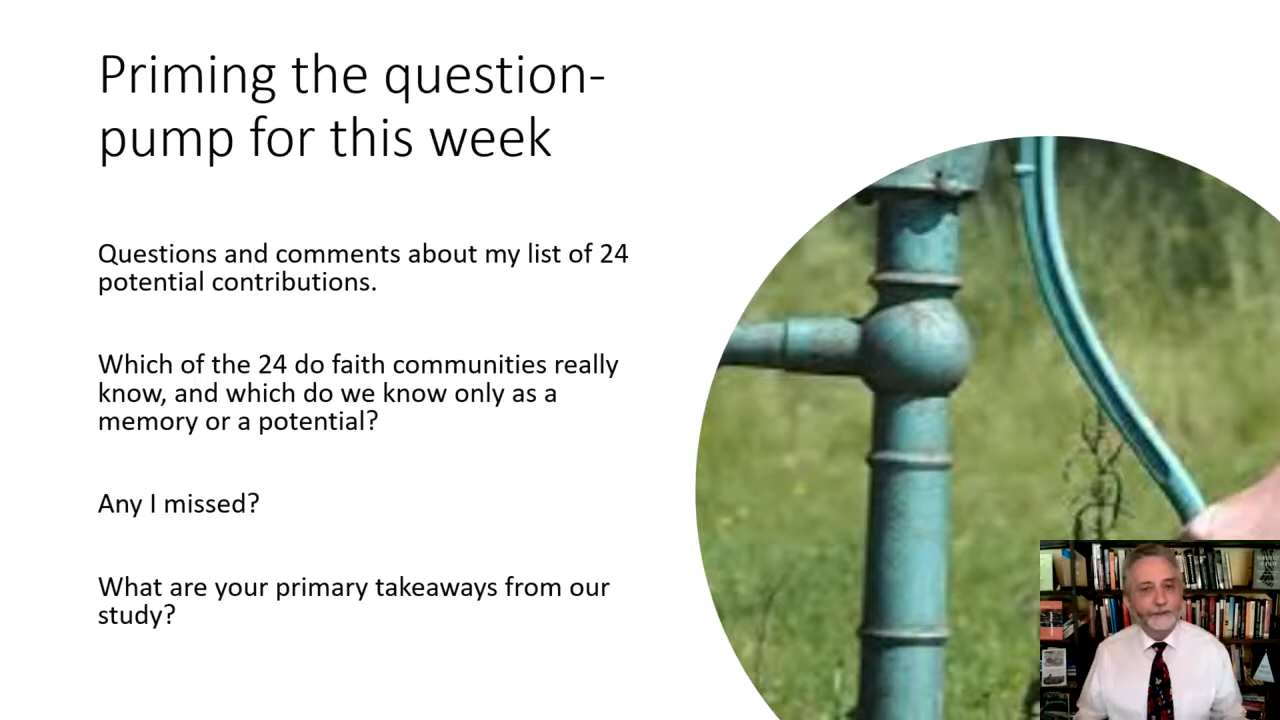 Priming the question-
pump for this week
Questions and comments about my list of 24
potential contributions.
Which of the 24 do faith communities really
know, and which do we know only as a
memory or a potential?
Any I missed?
What are your primary takeaways from our
study?